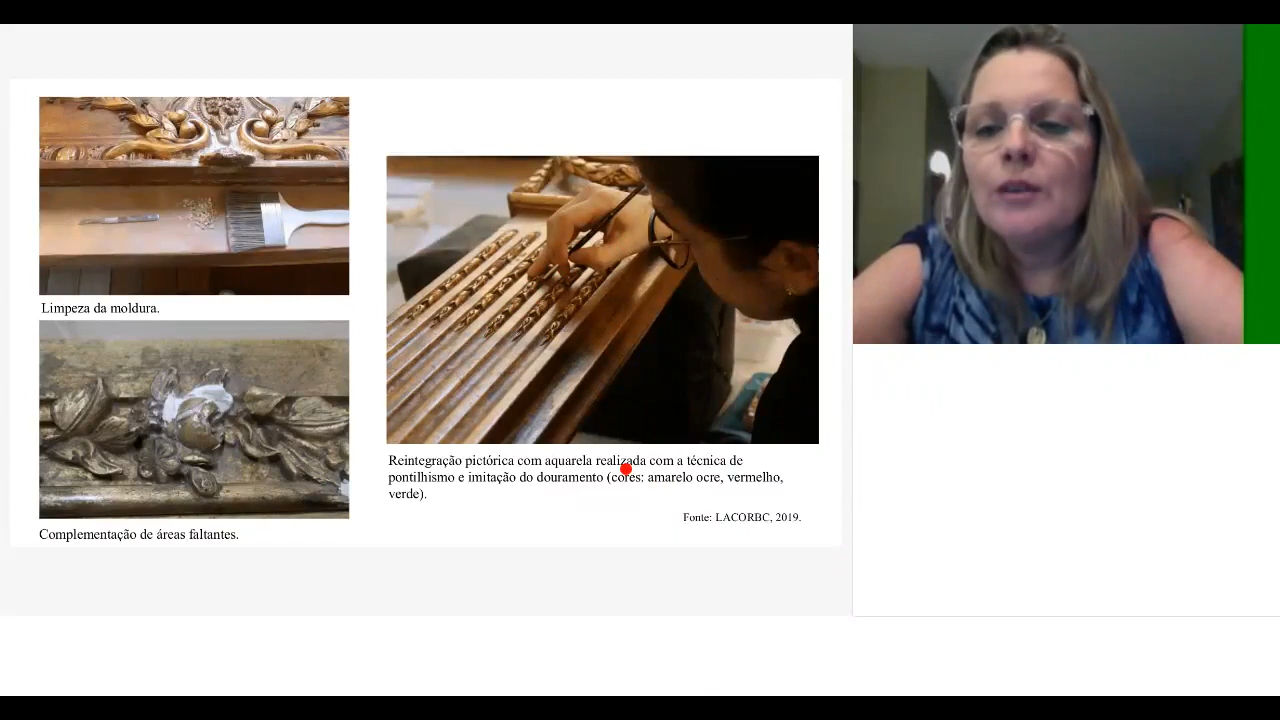 Limpeza da moldura.
Complementação de áreas faltantes.
Reintegração pictórica com aquarela realizada com a técnica de
pontilhismo e imitação do douramento (cores: amarelo ocre, vermelho,
verde).
Fonte: LACORBC, 2019.